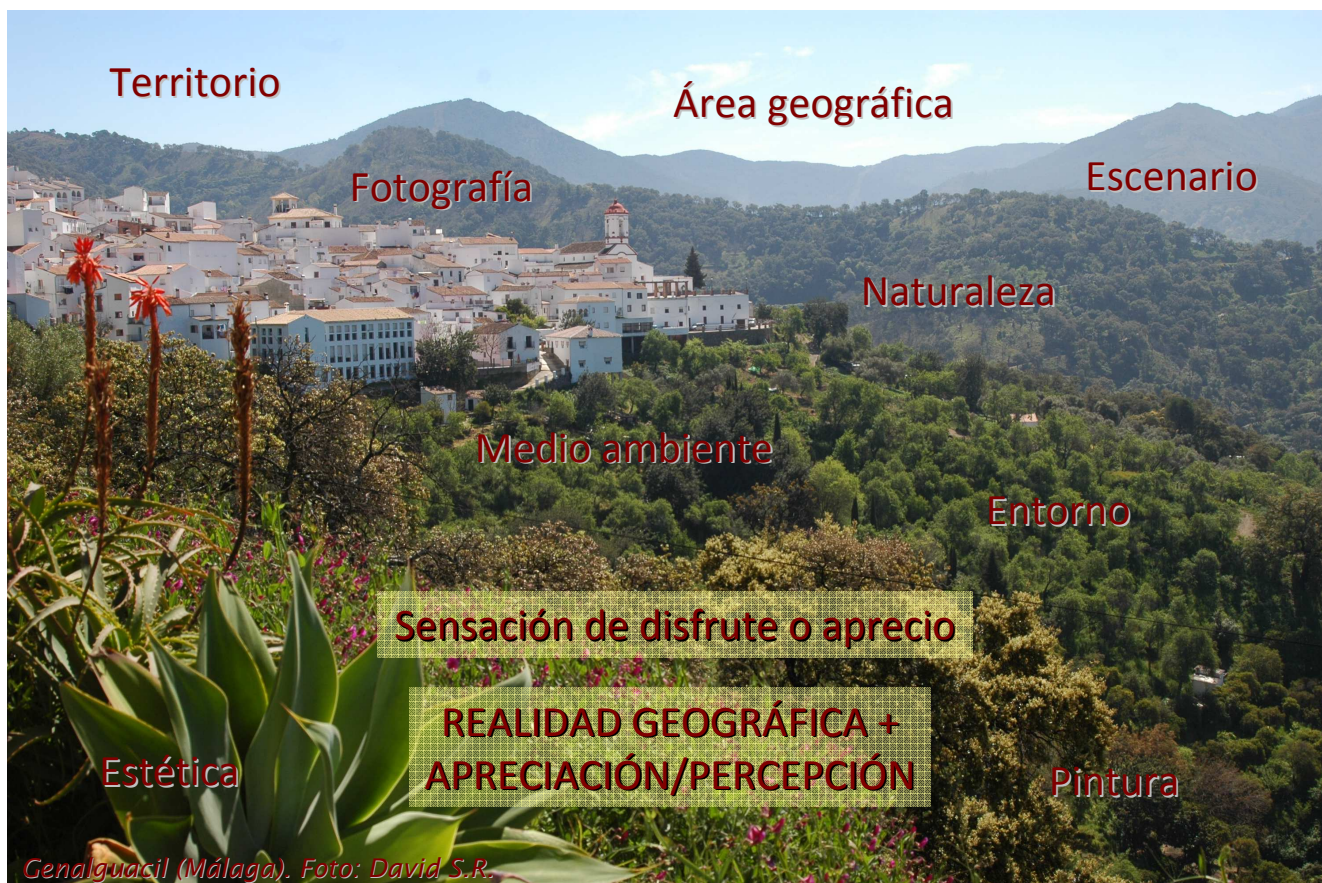 Territorio
Área geográfica
Escenario
Fotografía
Naturaleza
Medio ambiente
Entorno
Sensación de disfrute o aprecio
REALIDAD GEOGRÁFICA +
APRECIACIÓN/PERCEPCIÓN
Estética
Pintura
Genalguacil (Málaga). Foto: David S.R.